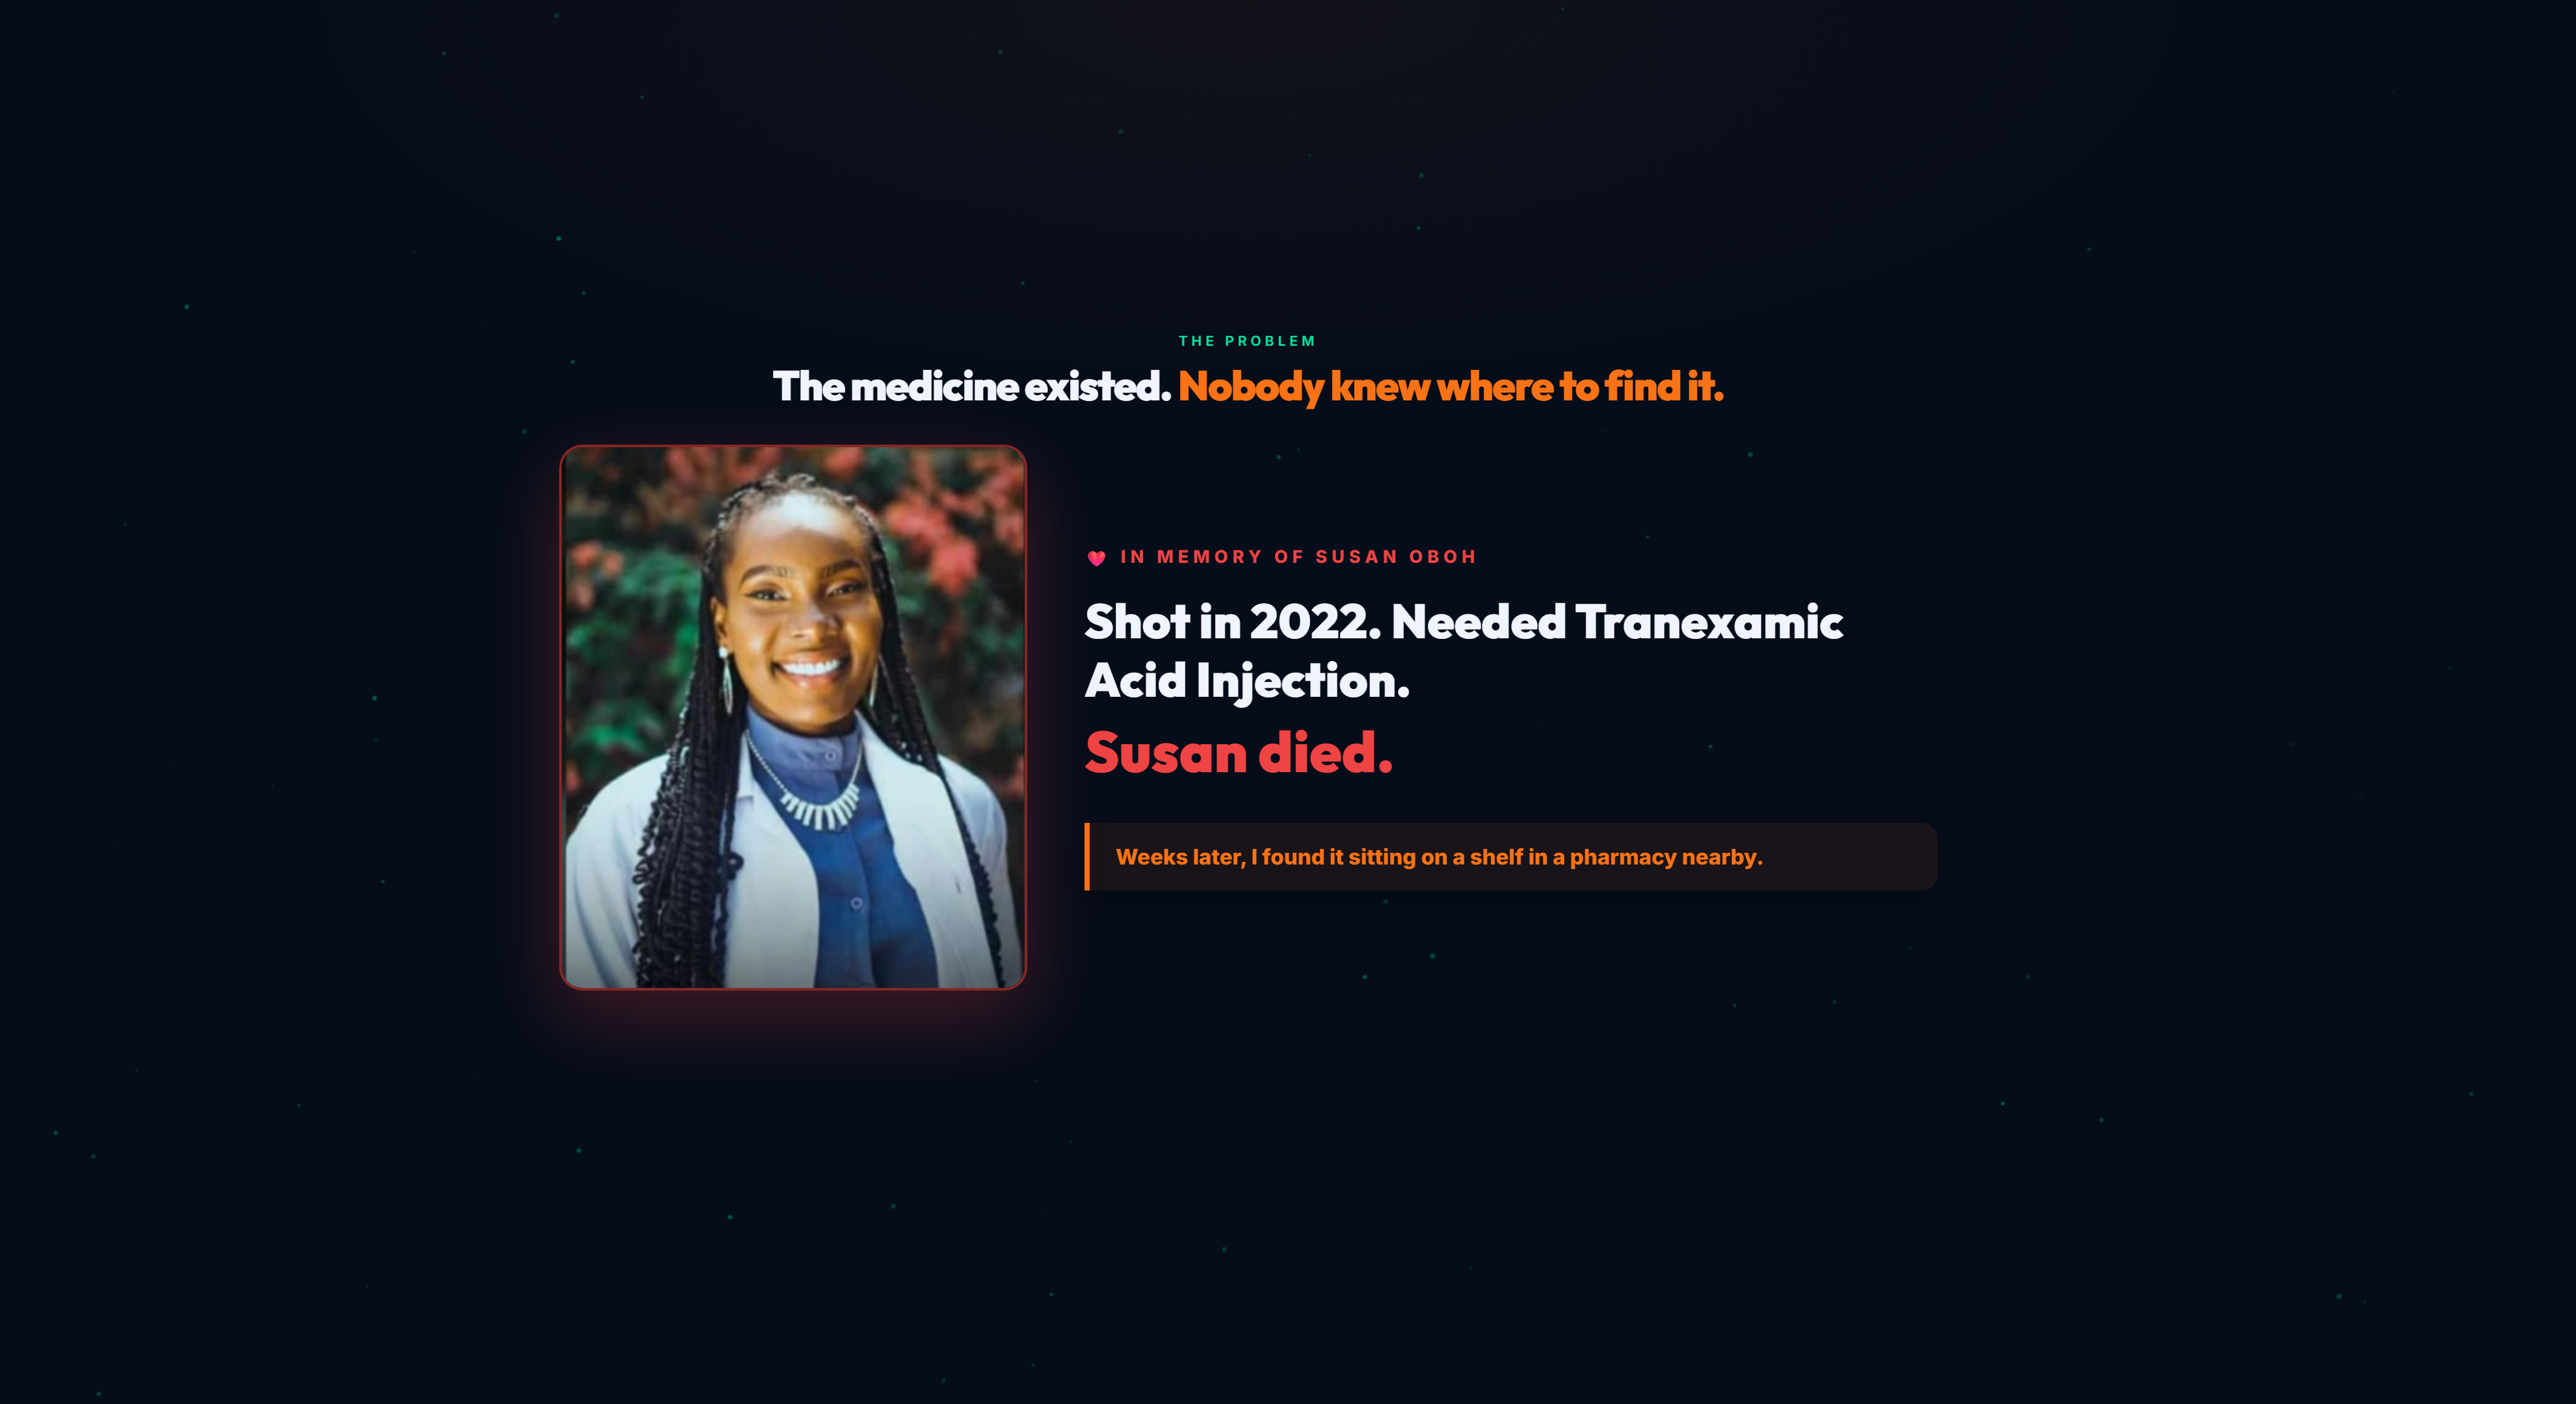 THE PROBLEM
The medicine existed. Nobody knew where to find it.
IN MEMORY OF SUSAN OBOH
Shot in 2022. Needed Tranexamic
Acid Injection.
Susan died.
Weeks later, I found it sitting on a shelf in a pharmacy nearby.